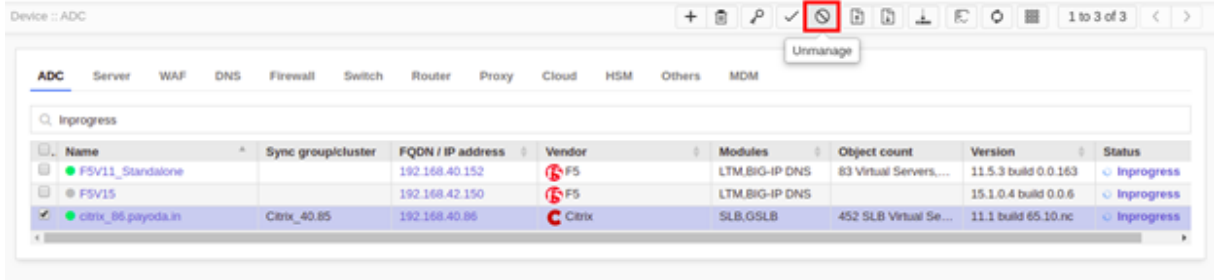 Device :: ADC 1 to 3 of 3
Unmanage
ADC Server WAF DNS Firewall Switch Router Proxy Cloud HSM Others MDM
Inprogress
Name Sync group/cluster FQDN / IP address Vendor Modules Object count Version Status
F5V11_Standalone 192.168.40.152 F5 LTM,BIG-IP DNS 83 Virtual Servers,... 11.5.3 build 0.0.163 Inprogress
F5V15 192.168.42.150 F5 LTM,BIG-IP DNS 15.1.0.4 build 0.0.6 Inprogress
citrix_86.payoda.in Citrix_40.85 192.168.40.86 Citrix SLB,GSLB 452 SLB Virtual Se... 11.1 build 65.10.nc Inprogress